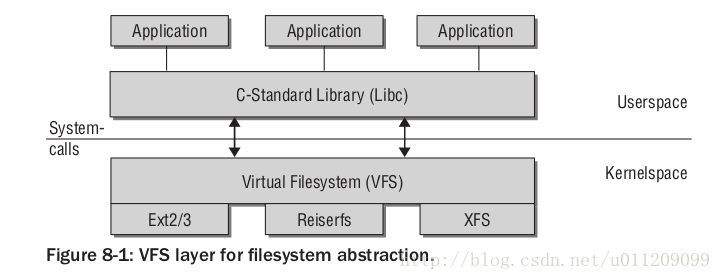 Application Application Application
C-Standard Library (Libc)
Userspace
System-
calls
Kernelspace
Virtual Filesystem (VFS)
Ext2/3 Reiserfs XFS
Figure 8-1: VFS layer for filesystem abstraction.
http://blog.csdn.net/u011209099